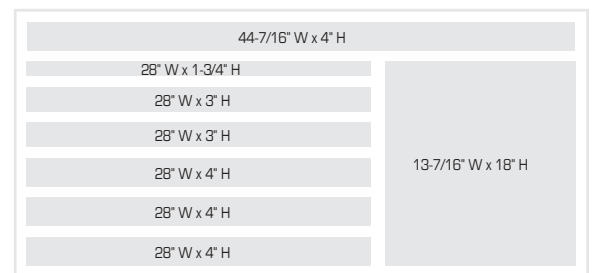 44-7/16" W x 4" H
28" W x 1-3/4" H
28" W x 3" H
28" W x 3" H
28" W x 4" H
28" W x 4" H
28" W x 4" H
13-7/16" W x 18" H